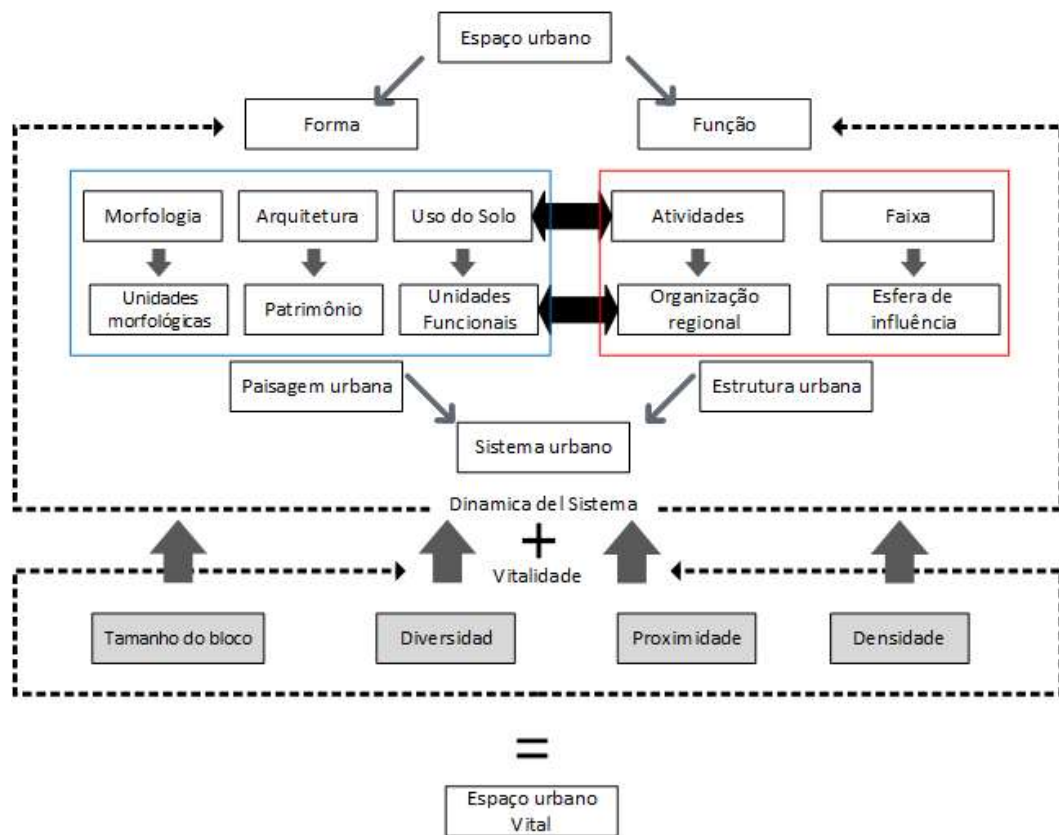 Espaço urbano
Forma
Função
Morfologia
Arquitetura
Uso do Solo
Atividades
Faixa
Unidades
morfológicas
Patrimônio
Unidades
Funcionais
Organização
regional
Esfera de
influência
Paisagem urbana
Estrutura urbana
Sistema urbano
Dinamica del Sistema
+
Vitalidade
Tamanho do bloco
Diversidad
Proximidade
Densidade
=
Espaço urbano
Vital